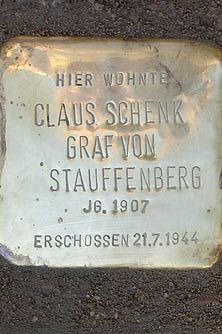 HIER WOHNTE
CLAUS SCHENK
GRAF VON
STAUFFENBERG
JG. 1907
ERSCHOSSEN 21.7.1944